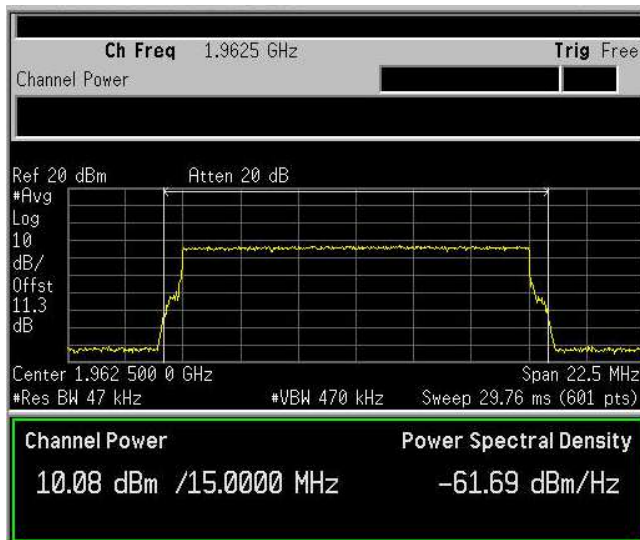 Ch Freq 1.9625 GHz Trig Free
Channel Power
Ref 20 dBm Atten 20 dB
#Avg
Log
10
dB/
Offst
11.3
dB
Center 1.962 500 0 GHz Span 22.5 MHz
#Res BW 47 kHz #VBW 470 kHz Sweep 29.76 ms (601 pts)
Channel Power Power Spectral Density
10.08 dBm /15.0000 MHz -61.69 dBm/Hz